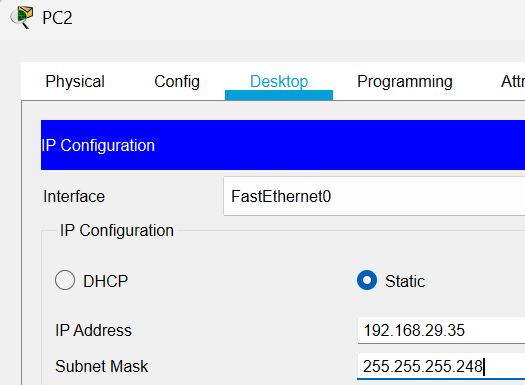 PC2
Physical Config Desktop Programming Attr
IP Configuration
Interface FastEthernet0
IP Configuration
DHCP Static
IP Address 192.168.29.35
Subnet Mask 255.255.255.248